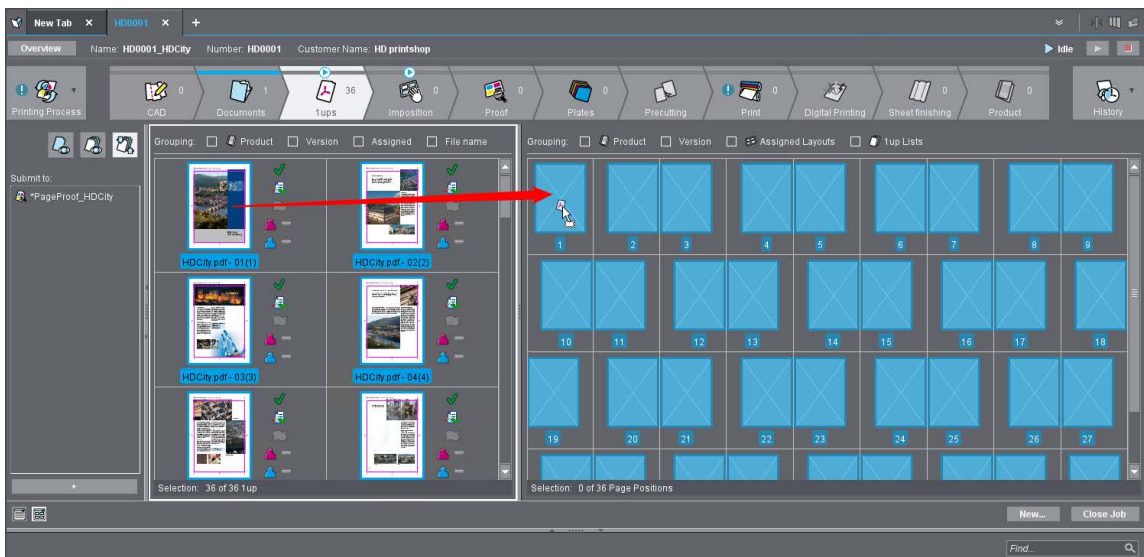 New Tab × HD0001 × +
Overview Name: HD0001_HDCity Number: HD0001 Customer Name: HD printshop Idle
Printing Process
CAD 0
Documents 1
1ups 36
Imposition 0
Proof 0
Plates 0
Precutting 0
Print 0
Digital Printing 0
Sheet finishing 0
Product 0
History
Submit to:
*PageProof_HDCity
+
Grouping: Product Version Assigned File name
HDCity.pdf - 01(1) HDCity.pdf - 02(2)
HDCity.pdf - 03(3) HDCity.pdf - 04(4)
Selection: 36 of 36 1up
Grouping: Product Version Assigned Layouts 1up Lists
1 2 3 4 5 6 7 8 9
10 11 12 13 14 15 16 17 18
19 20 21 22 23 24 25 26 27
Selection: 0 of 36 Page Positions
New... Close Job
Find...